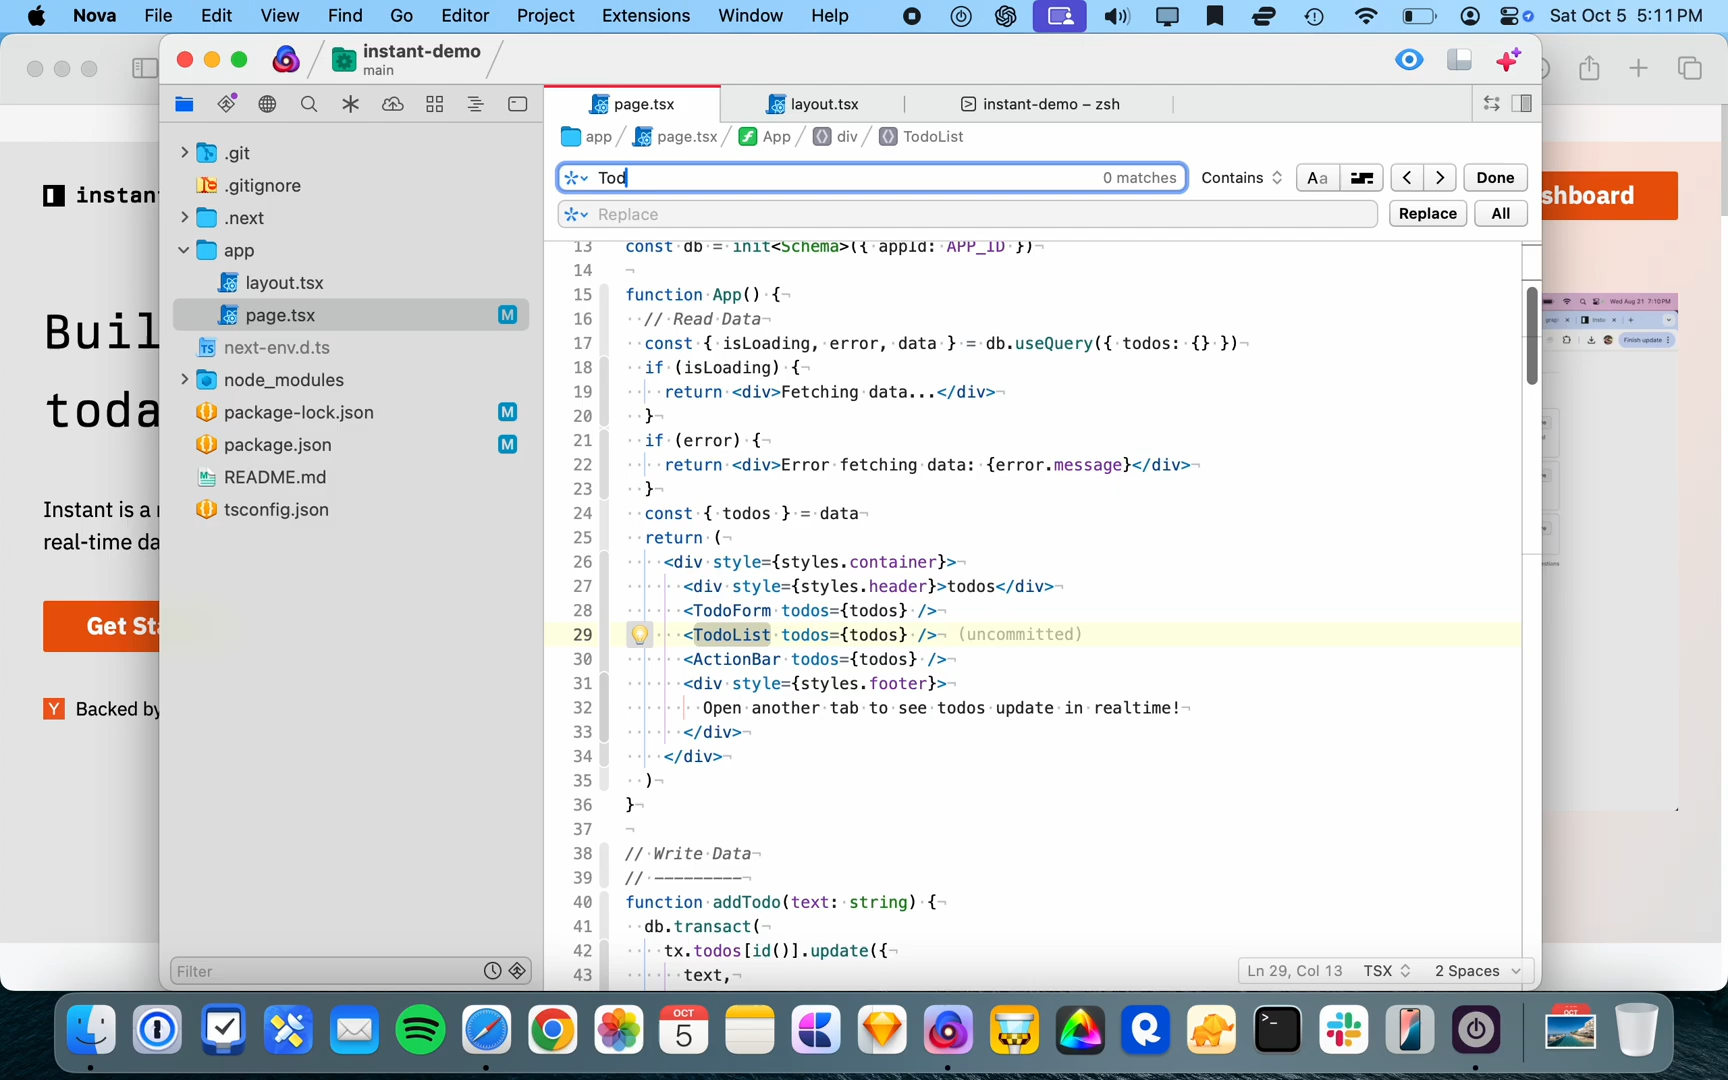 Nova File Edit View Find Go Editor Project Extensions Window Help Sat Oct 5 5:11 PM
instant-demo
main
page.tsx layout.tsx instant-demo – zsh
app page.tsx App div TodoList
Tod 0 matches Contains Aa Done
Replace Replace All
.git
.gitignore
.next
app
layout.tsx
page.tsx M
next-env.d.ts
node_modules
package-lock.json M
package.json M
README.md
tsconfig.json
Filter
13 const db = init<Schema>({ appId: APP_ID })
14
15 function App() {
16 // Read Data
17 const { isLoading, error, data } = db.useQuery({ todos: {} })
18 if (isLoading) {
19 return <div>Fetching data...</div>
20 }
21 if (error) {
22 return <div>Error fetching data: {error.message}</div>
23 }
24 const { todos } = data
25 return (
26 <div style={styles.container}>
27 <div style={styles.header}>todos</div>
28 <TodoForm todos={todos} />
29 <TodoList todos={todos} /> (uncommitted)
30 <ActionBar todos={todos} />
31 <div style={styles.footer}>
32 Open another tab to see todos update in realtime!
33 </div>
34 </div>
35 )
36 }
37
38 // Write Data
39 // ---------
40 function addTodo(text: string) {
41 db.transact(
42 tx.todos[id()].update({
43 text,
Ln 29, Col 13 TSX 2 Spaces
instan
Buil
toda
Instant is a
real-time da
Get Sta
Y Backed by
shboard
Wed Aug 21 7:10PM
Finish update
OCT
5